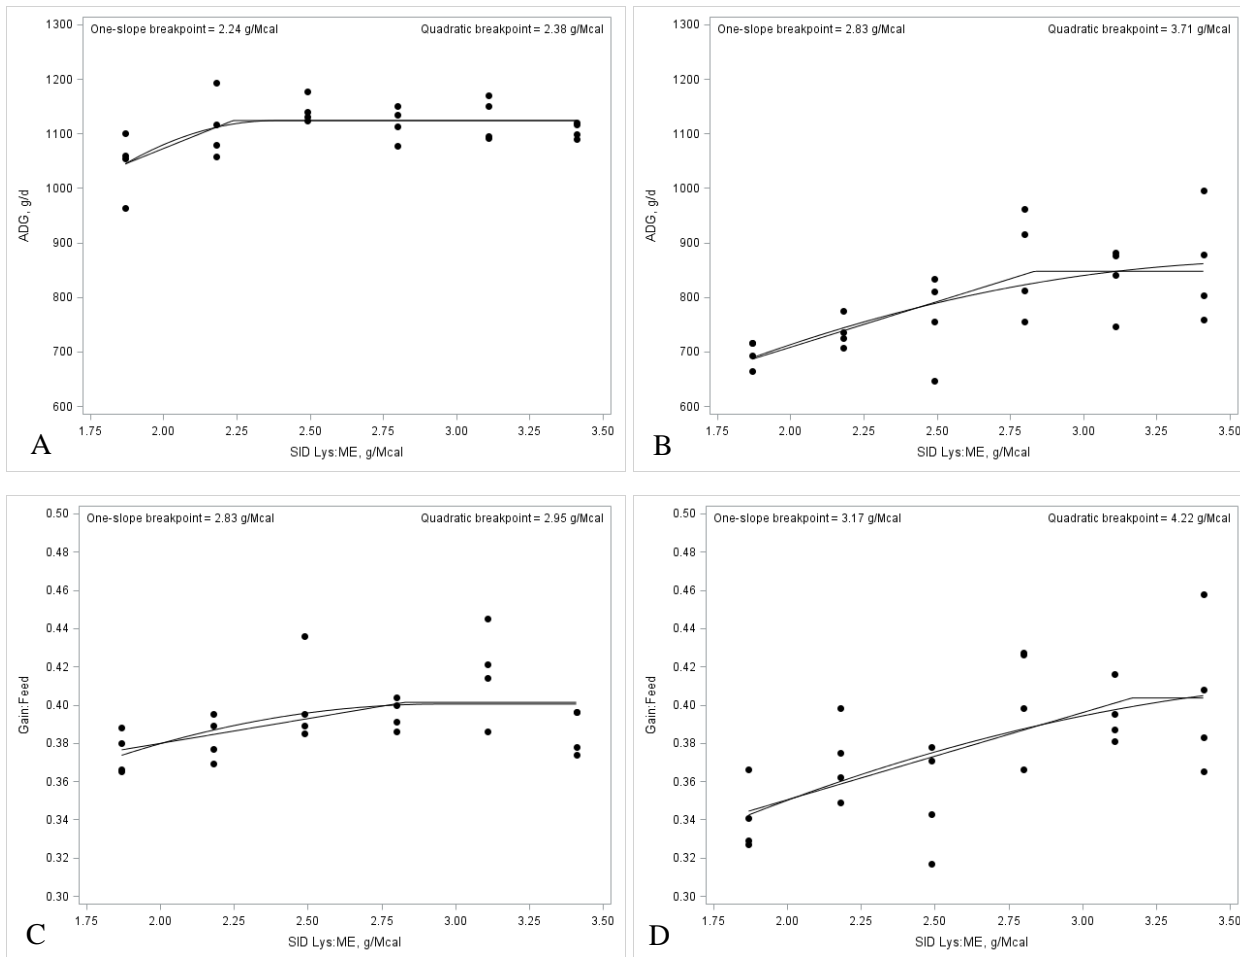 One-slope breakpoint = 2.24 g/Mcal Quadratic breakpoint = 2.38 g/Mcal
1300
1200
1100
1000
900
800
700
600
ADG, g/d
1.75 2.00 2.25 2.50 2.75 3.00 3.25 3.50
SID Lys:ME, g/Mcal
A
One-slope breakpoint = 2.83 g/Mcal Quadratic breakpoint = 3.71 g/Mcal
1300
1200
1100
1000
900
800
700
600
ADG, g/d
1.75 2.00 2.25 2.50 2.75 3.00 3.25 3.50
SID Lys:ME, g/Mcal
B
One-slope breakpoint = 2.83 g/Mcal Quadratic breakpoint = 2.95 g/Mcal
0.50
0.48
0.46
0.44
0.42
0.40
0.38
0.36
0.34
0.32
0.30
Gain:Feed
1.75 2.00 2.25 2.50 2.75 3.00 3.25 3.50
SID Lys:ME, g/Mcal
C
One-slope breakpoint = 3.17 g/Mcal Quadratic breakpoint = 4.22 g/Mcal
0.50
0.48
0.46
0.44
0.42
0.40
0.38
0.36
0.34
0.32
0.30
Gain:Feed
1.75 2.00 2.25 2.50 2.75 3.00 3.25 3.50
SID Lys:ME, g/Mcal
D